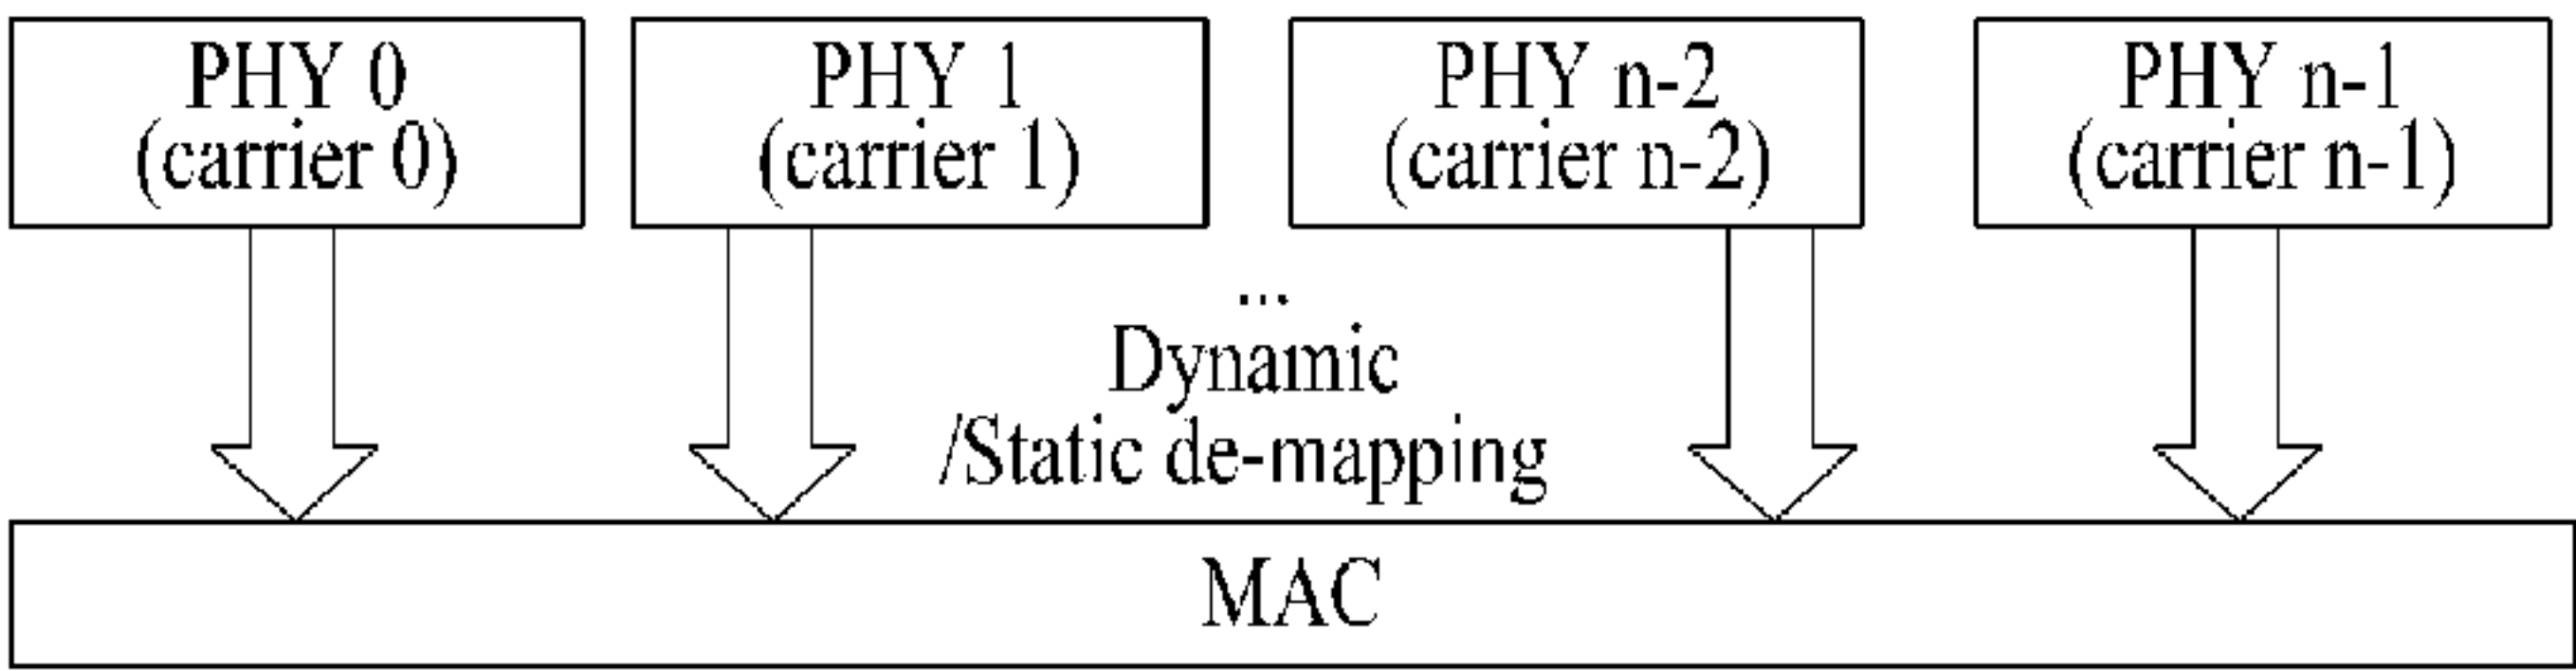 PHY 0
(carrier 0)
PHY 1
(carrier 1)
PHY n-2
(carrier n-2)
PHY n-1
(carrier n-1)
...
Dynamic
/Static de-mapping
MAC